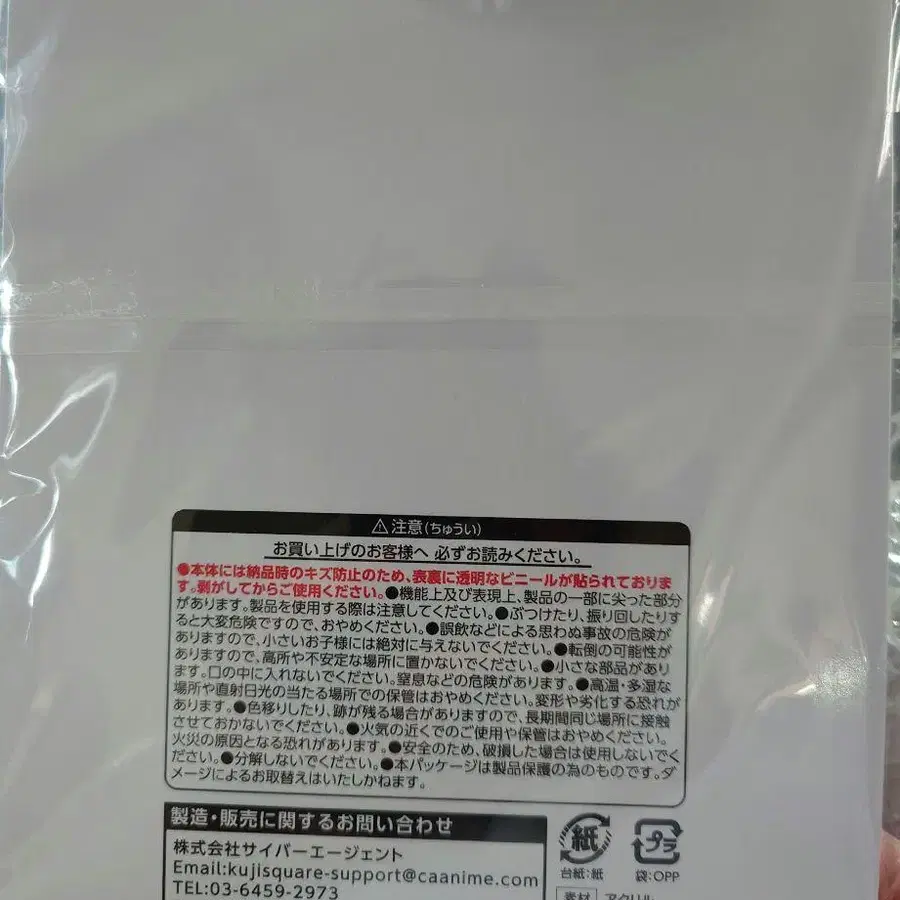 ⚠注意(ちゅうい)
お買い上げのお客様へ 必ずお読みください。
●本体には納品時のキズ防止のため、表裏に透明なビニールが貼られておりま
す。剥がしてからご使用ください。●機能上及び表現上、製品の一部に尖った部分
があります。製品を使用する際は注意してください。●ぶつけたり、振り回したりす
ると大変危険ですので、おやめください。●誤飲などによる思わぬ事故の危険が
ありますので、小さいお子様には絶対に与えないでください。●転倒の可能性が
ありますので、高所や不安定な場所に置かないでください。●小さな部品があり
ます。口の中に入れないでください。窒息などの危険があります。●高温・多湿な
場所や直射日光の当たる場所での保管はおやめください。変形や劣化する恐れが
あります。●色移りしたり、跡が残る場合がありますので、長期間同じ場所に接触
させておかないでください。●火気の近くでのご使用や保管はおやめください。
火災の原因となる恐れがあります。●安全のため、破損した場合は使用しないでく
ださい。●分解しないでください。●本パッケージは製品保護の為のものです。ダ
メージによるお取替えはいたしかねます。
製造・販売に関するお問い合わせ
株式会社サイバーエージェント
Email:kujisquare-support@caanime.com
TEL:03-6459-2973
紙
台紙:紙
プラ
袋:OPP
素材 アクリル